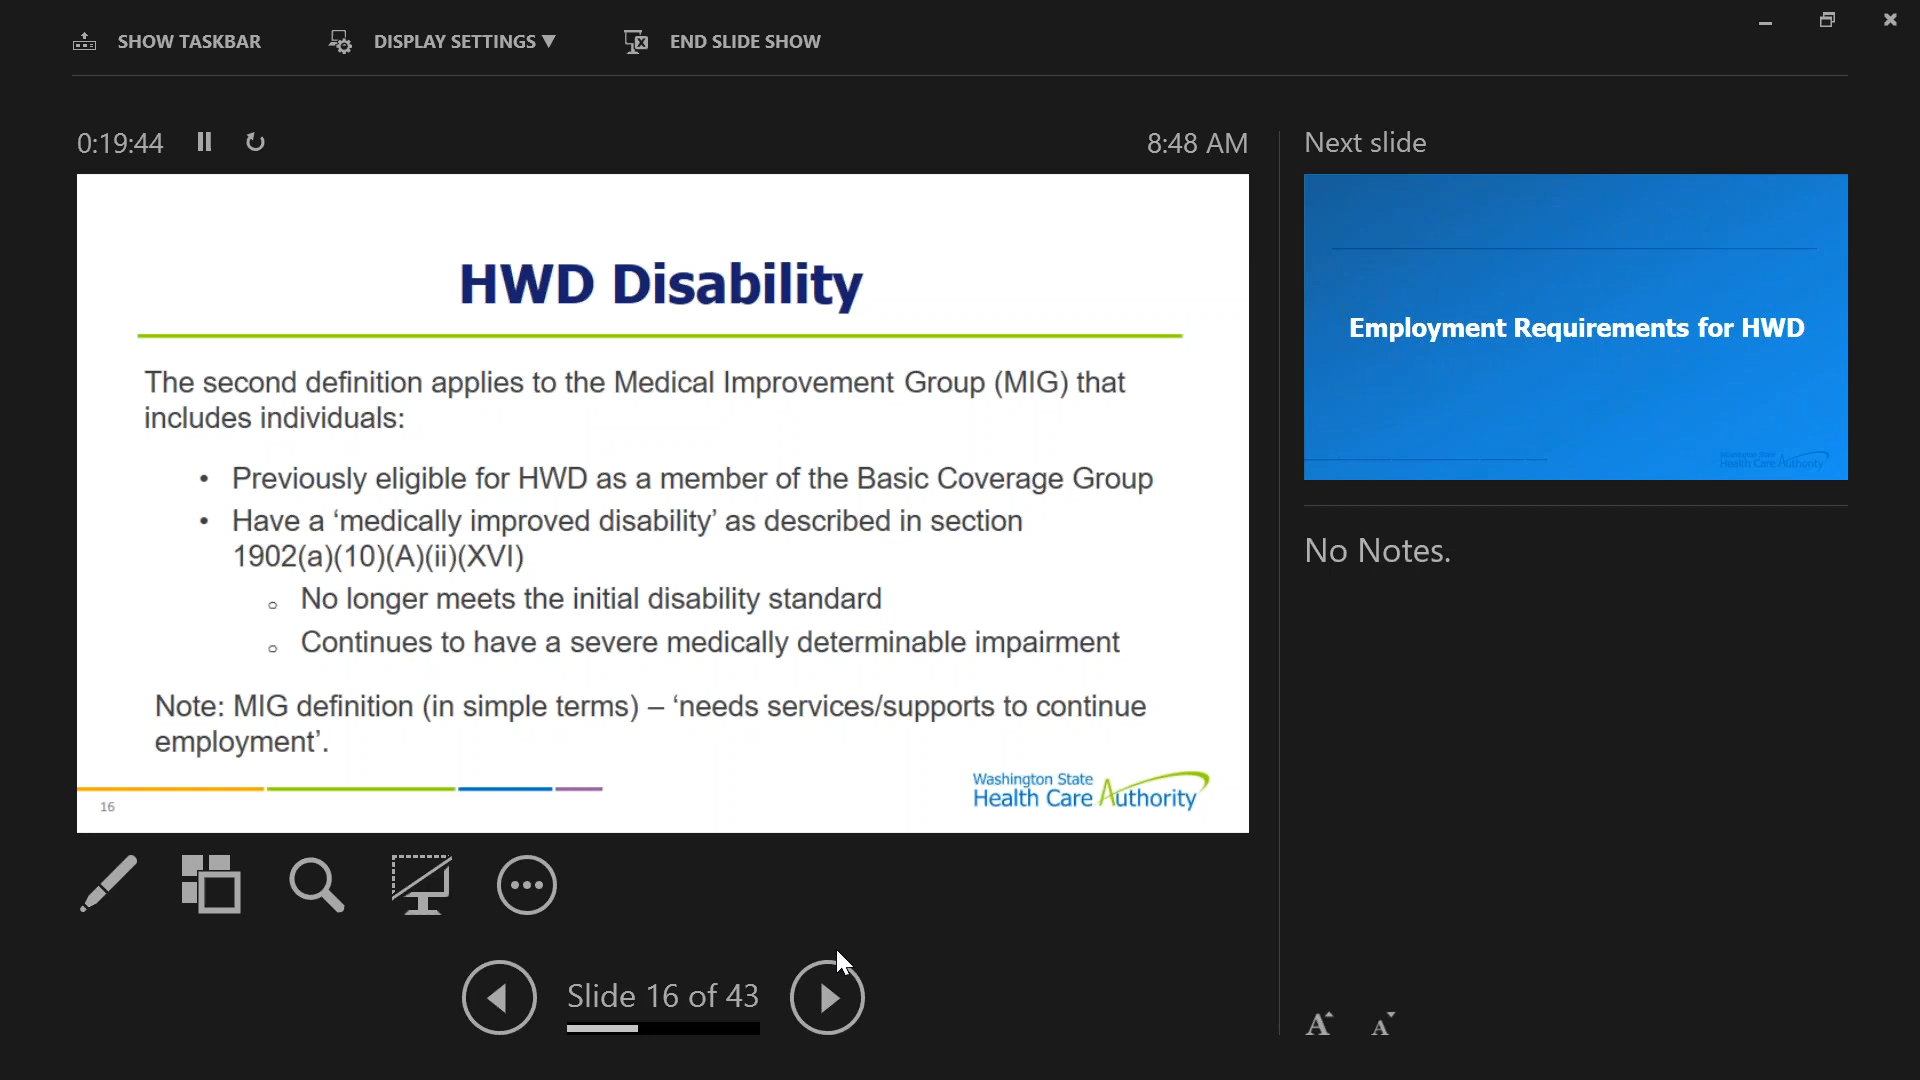 SHOW TASKBAR
DISPLAY SETTINGS ▼
END SLIDE SHOW
0:19:44
8:48 AM
HWD Disability
The second definition applies to the Medical Improvement Group (MIG) that
includes individuals:
• Previously eligible for HWD as a member of the Basic Coverage Group
• Have a ‘medically improved disability’ as described in section
1902(a)(10)(A)(ii)(XVI)
○ No longer meets the initial disability standard
○ Continues to have a severe medically determinable impairment
Note: MIG definition (in simple terms) – ‘needs services/supports to continue
employment’.
16
Washington State
Health Care Authority
Slide 16 of 43
Next slide
Employment Requirements for HWD
Washington State
Health Care Authority
No Notes.
A A